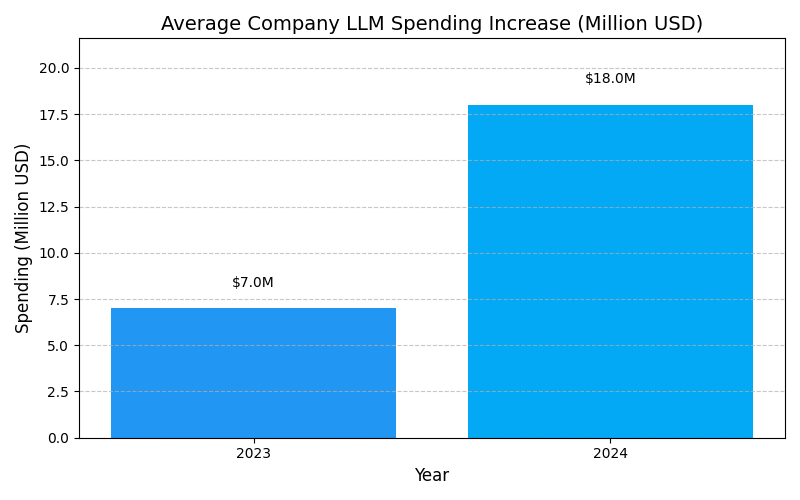 Average Company LLM Spending Increase (Million USD)
Spending (Million USD)
20.0
17.5
15.0
12.5
10.0
7.5
5.0
2.5
0.0
$7.0M
$18.0M
2023
2024
Year